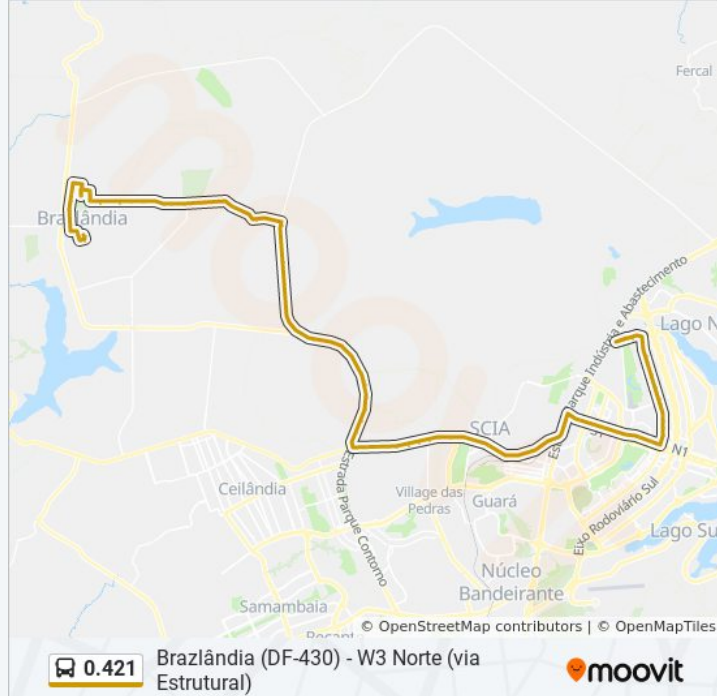 Fercal
Brazlândia
Estrada Parque Indústria e Abastecimento
Lago N
SCIA
N1
Ceilândia
Estrada Parque Contorno
Village das
Pedras
Guará
Eixo Rodoviário Sul
Lago Su
Núcleo
Bandeirante
Samambaia
© OpenStreetMap contributors | © OpenMapTiles
0.421
Brazlândia (DF-430) - W3 Norte (via
Estrutural)
moovit